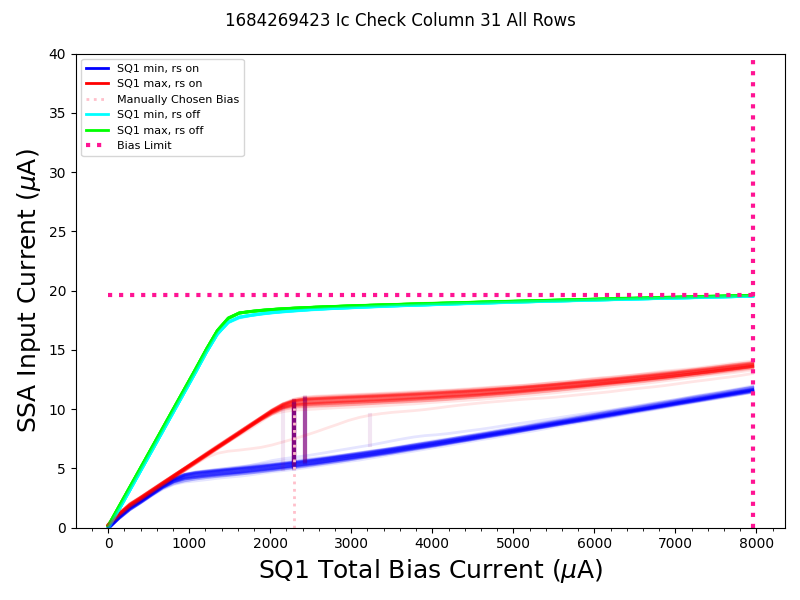 1684269423 Ic Check Column 31 All Rows
40
35
30
25
20
15
10
5
0
SSA Input Current (μA)
SQ1 min, rs on
SQ1 max, rs on
Manually Chosen Bias
SQ1 min, rs off
SQ1 max, rs off
Bias Limit
0 1000 2000 3000 4000 5000 6000 7000 8000
SQ1 Total Bias Current (μA)